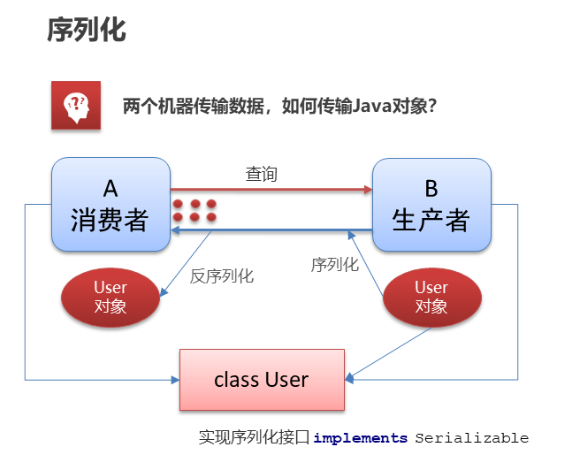 序列化
??
两个机器传输数据，如何传输Java对象?
查询
A
消费者
B
生产者
反序列化
序列化
User
对象
User
对象
class User
实现序列化接口 implements Serializable